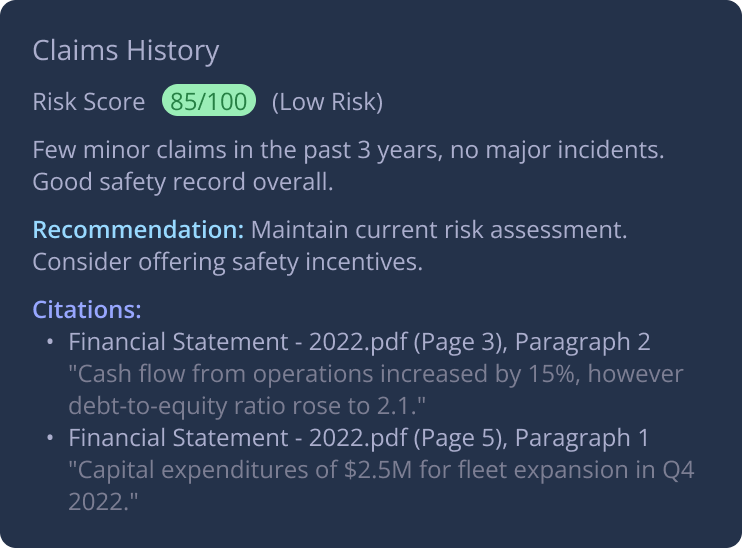 Claims History
Risk Score 85/100 (Low Risk)
Few minor claims in the past 3 years, no major incidents.
Good safety record overall.
Recommendation: Maintain current risk assessment.
Consider offering safety incentives.
Citations:
• Financial Statement - 2022.pdf (Page 3), Paragraph 2
"Cash flow from operations increased by 15%, however
debt-to-equity ratio rose to 2.1."
• Financial Statement - 2022.pdf (Page 5), Paragraph 1
"Capital expenditures of $2.5M for fleet expansion in Q4
2022."